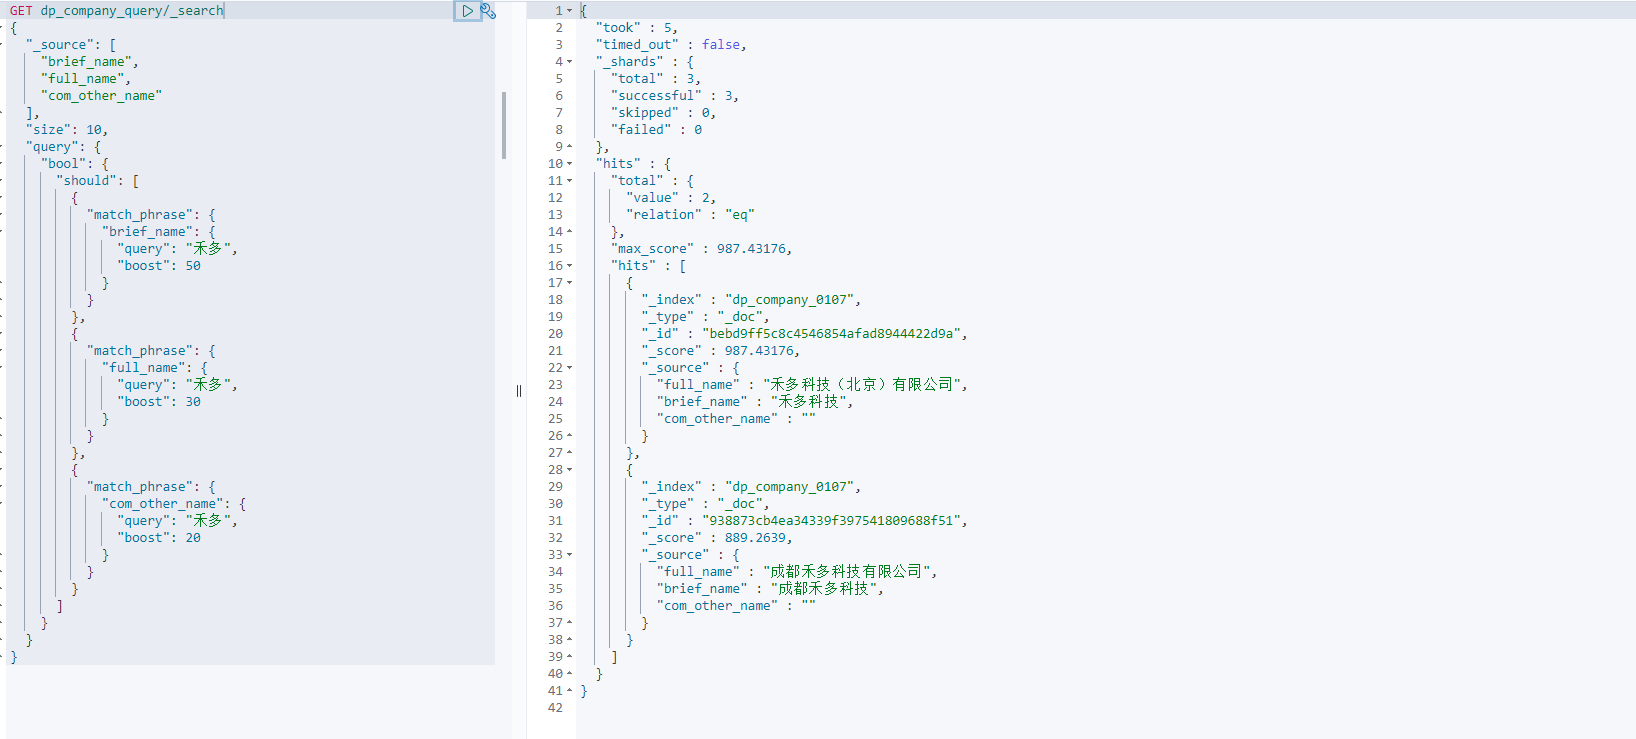 GET dp_company_query/_search
{
  "_source": [
    "brief_name",
    "full_name",
    "com_other_name"
  ],
  "size": 10,
  "query": {
    "bool": {
      "should": [
        {
          "match_phrase": {
            "brief_name": {
              "query": "禾多",
              "boost": 50
            }
          }
        },
        {
          "match_phrase": {
            "full_name": {
              "query": "禾多",
              "boost": 30
            }
          }
        },
        {
          "match_phrase": {
            "com_other_name": {
              "query": "禾多",
              "boost": 20
            }
          }
        }
      ]
    }
  }
}
1 {
2   "took" : 5,
3   "timed_out" : false,
4   "_shards" : {
5     "total" : 3,
6     "successful" : 3,
7     "skipped" : 0,
8     "failed" : 0
9   },
10   "hits" : {
11     "total" : {
12       "value" : 2,
13       "relation" : "eq"
14     },
15     "max_score" : 987.43176,
16     "hits" : [
17       {
18         "_index" : "dp_company_0107",
19         "_type" : "_doc",
20         "_id" : "bebd9ff5c8c4546854afad8944422d9a",
21         "_score" : 987.43176,
22         "_source" : {
23           "full_name" : "禾多科技（北京）有限公司",
24           "brief_name" : "禾多科技",
25           "com_other_name" : ""
26         }
27       },
28       {
29         "_index" : "dp_company_0107",
30         "_type" : "_doc",
31         "_id" : "938873cb4ea34339f397541809688f51",
32         "_score" : 889.2639,
33         "_source" : {
34           "full_name" : "成都禾多科技有限公司",
35           "brief_name" : "成都禾多科技",
36           "com_other_name" : ""
37         }
38       }
39     ]
40   }
41 }
42